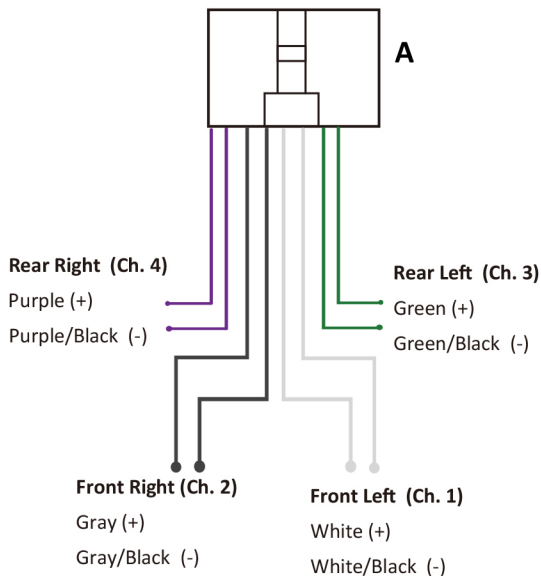 A
Rear Right (Ch. 4)
Purple (+)
Purple/Black (-)
Rear Left (Ch. 3)
Green (+)
Green/Black (-)
Front Right (Ch. 2)
Gray (+)
Gray/Black (-)
Front Left (Ch. 1)
White (+)
White/Black (-)